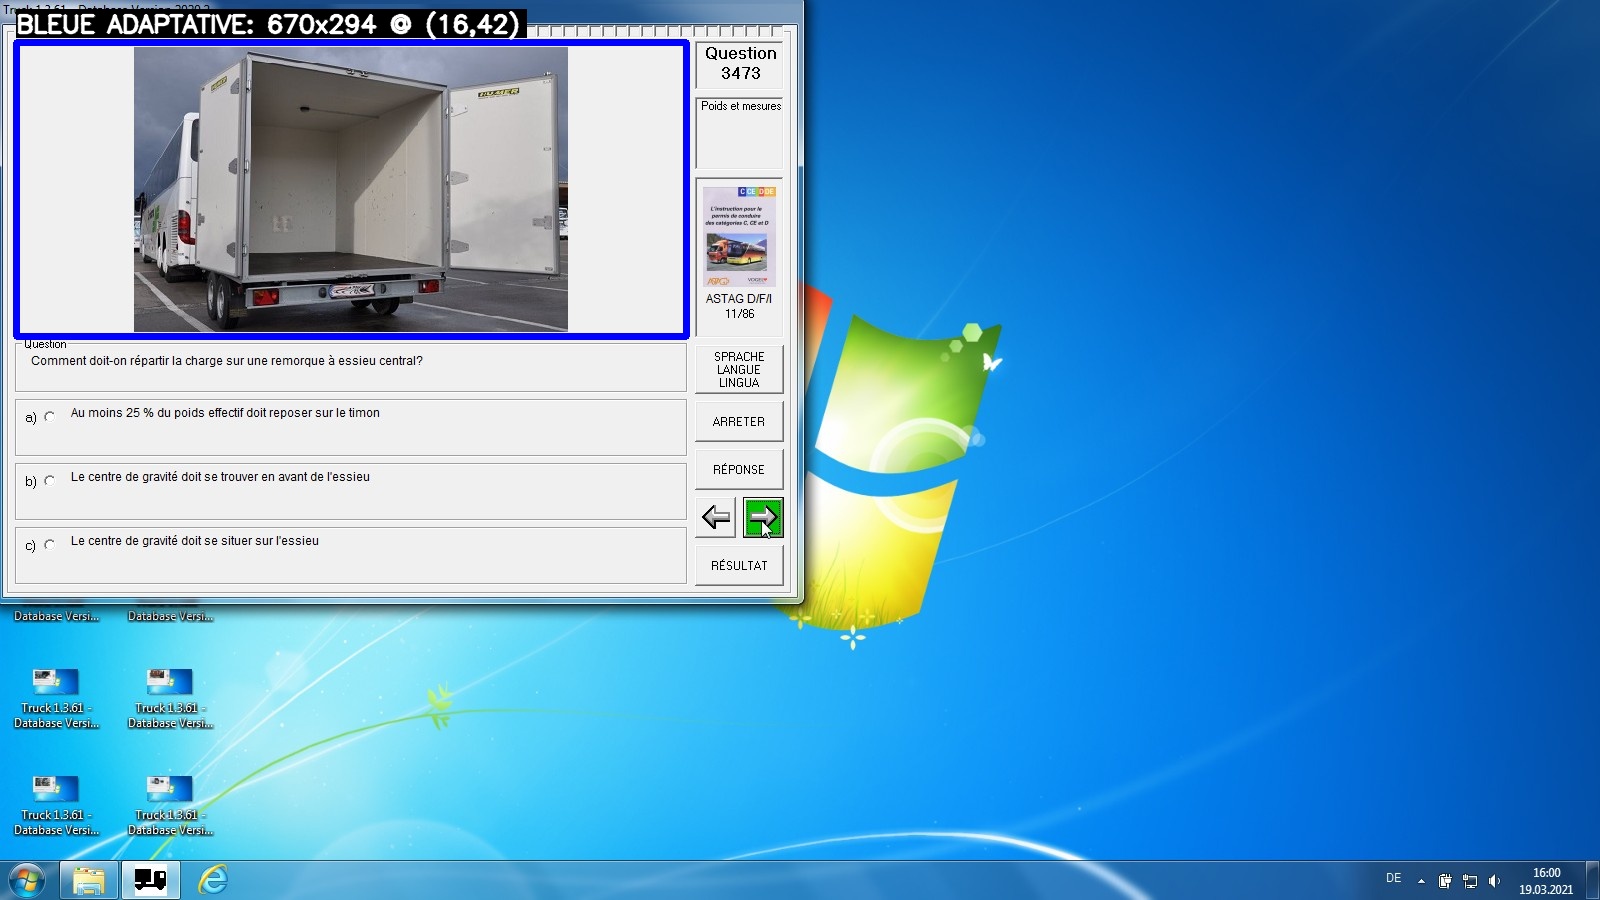 BLEUE ADAPTATIVE: 670x294 @ (16,42)
Question
3473
Poids et mesures
C CE D DE
L'instruction pour le
permis de conduire
des catégories C, CE et D
ASTAG D/F/I
11/86
Question
Comment doit-on répartir la charge sur une remorque à essieu central?
a) Au moins 25 % du poids effectif doit reposer sur le timon
b) Le centre de gravité doit se trouver en avant de l'essieu
c) Le centre de gravité doit se situer sur l'essieu
SPRACHE
LANGUE
LINGUA
ARRETER
RÉPONSE
RÉSULTAT
Database Versi...
Database Versi...
Truck 1.3.61 -
Database Versi...
Truck 1.3.61 -
Database Versi...
Truck 1.3.61 -
Database Versi...
Truck 1.3.61 -
Database Versi...
DE
16:00
19.03.2021